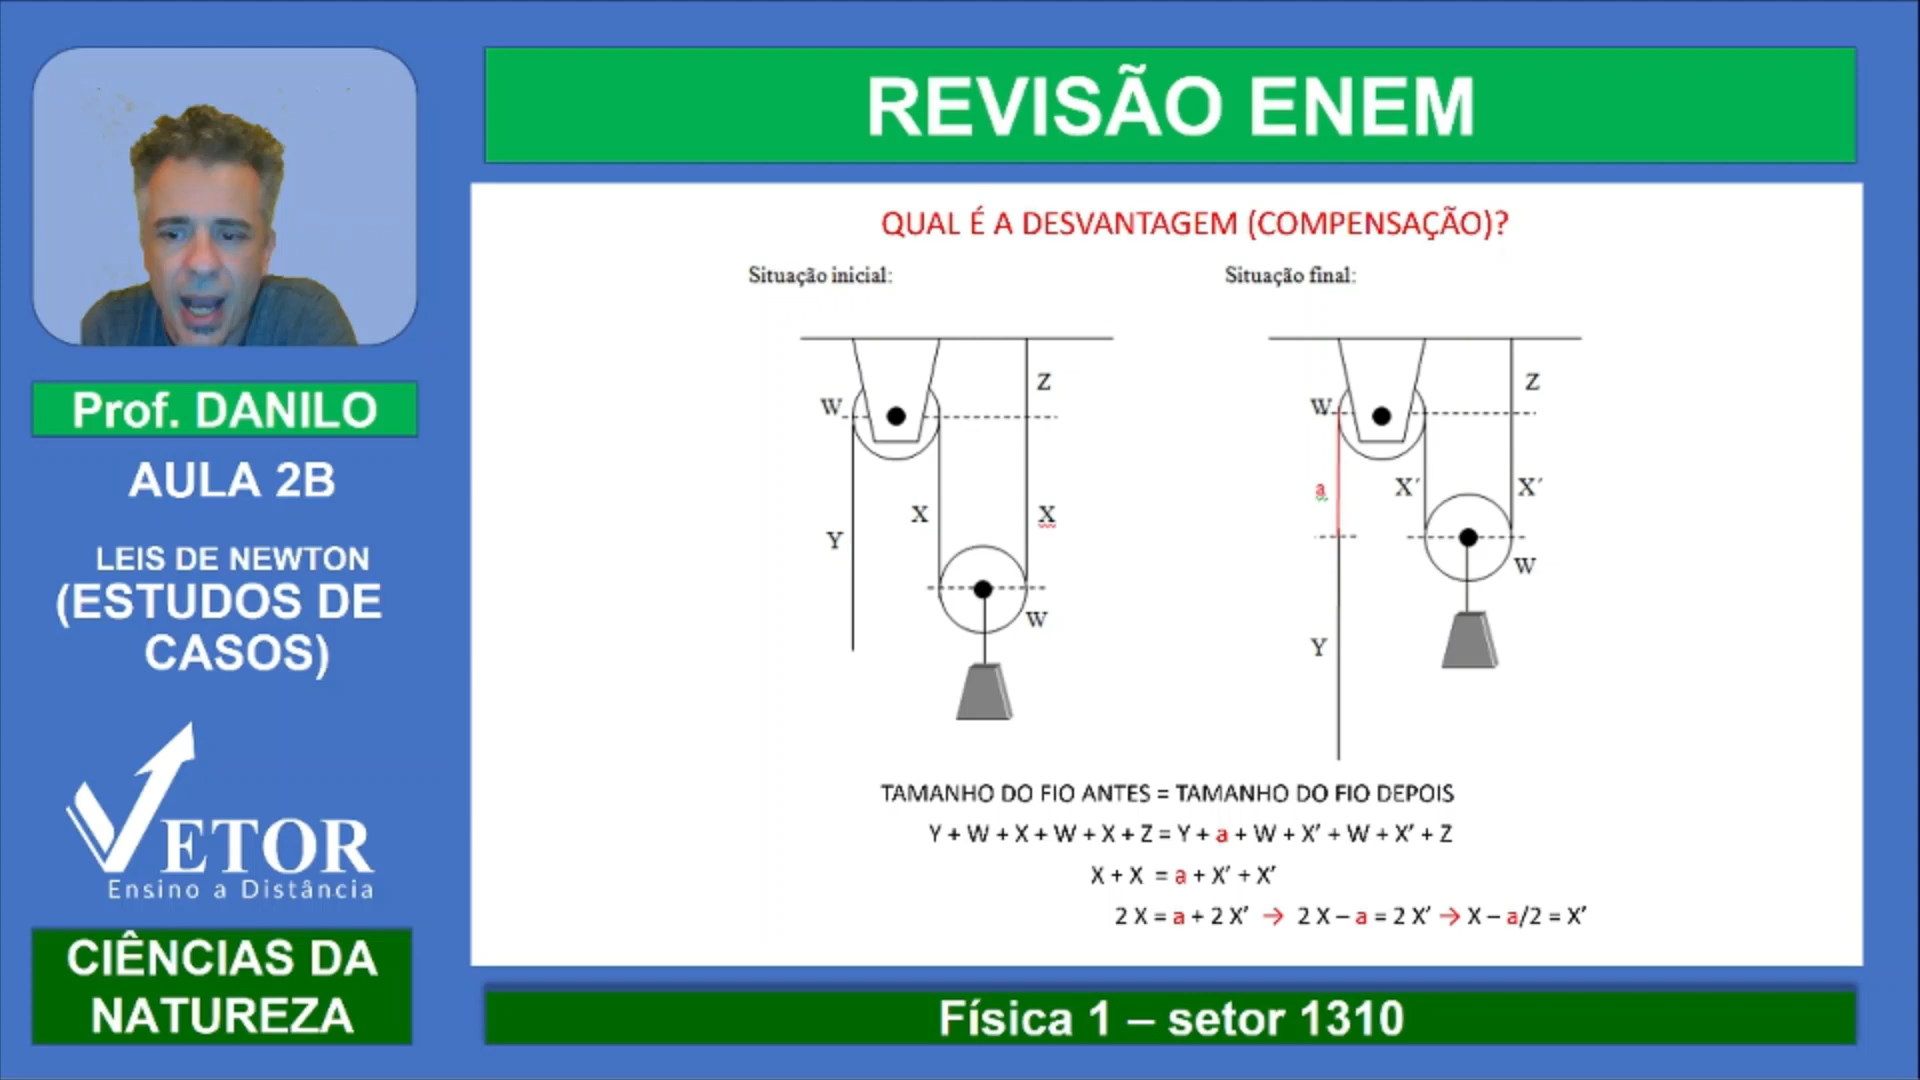 REVISÃO ENEM
Prof. DANILO
AULA 2B
LEIS DE NEWTON
(ESTUDOS DE
CASOS)
VETOR
Ensino a Distância
CIÊNCIAS DA
NATUREZA
QUAL É A DESVANTAGEM (COMPENSAÇÃO)?
Situação inicial:
Z
W
X
X
Y
W
Situação final:
Z
W
a
X´
X´
W
Y
TAMANHO DO FIO ANTES = TAMANHO DO FIO DEPOIS
Y + W + X + W + X + Z = Y + a + W + X’ + W + X’ + Z
X + X = a + X’ + X’
2 X = a + 2 X’ → 2 X – a = 2 X’ → X – a/2 = X’
Física 1 – setor 1310